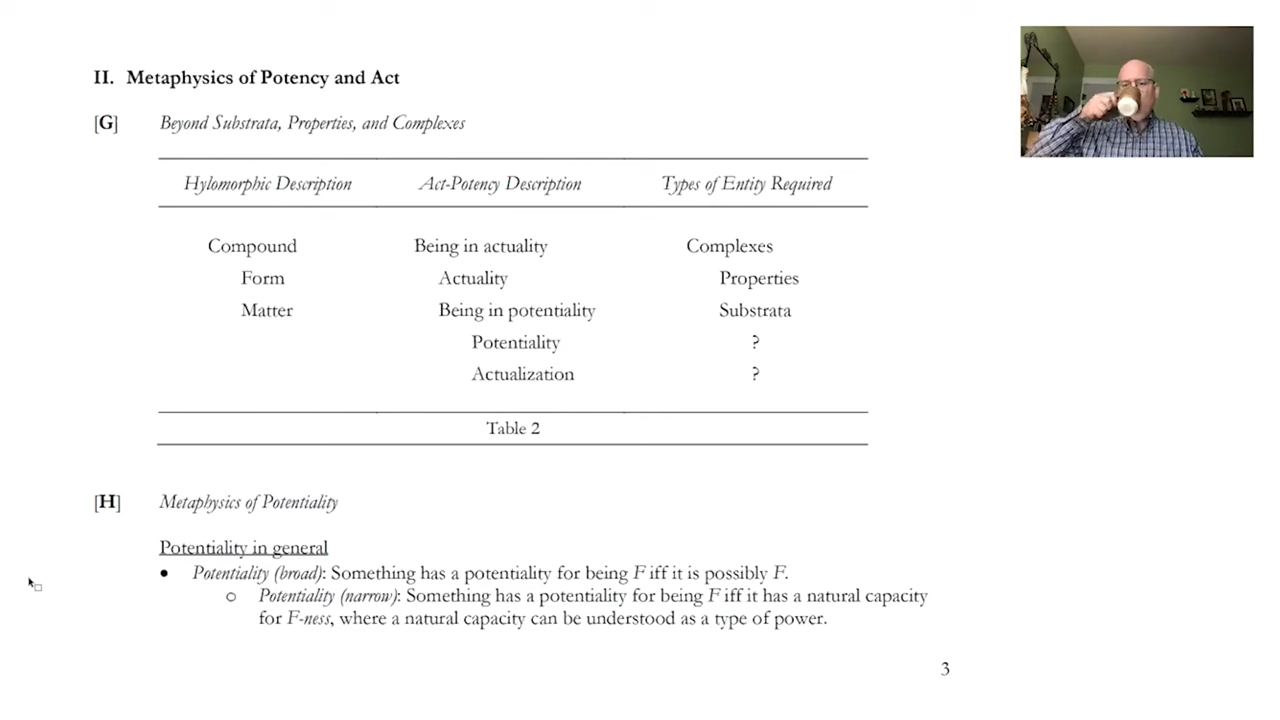 II. Metaphysics of Potency and Act
[G] Beyond Substrata, Properties, and Complexes
Hylomorphic Description Act-Potency Description Types of Entity Required
Compound Being in actuality Complexes
Form Actuality Properties
Matter Being in potentiality Substrata
Potentiality ?
Actualization ?
Table 2
[H] Metaphysics of Potentiality
Potentiality in general
• Potentiality (broad): Something has a potentiality for being F iff it is possibly F.
o Potentiality (narrow): Something has a potentiality for being F iff it has a natural capacity
for F-ness, where a natural capacity can be understood as a type of power.
3